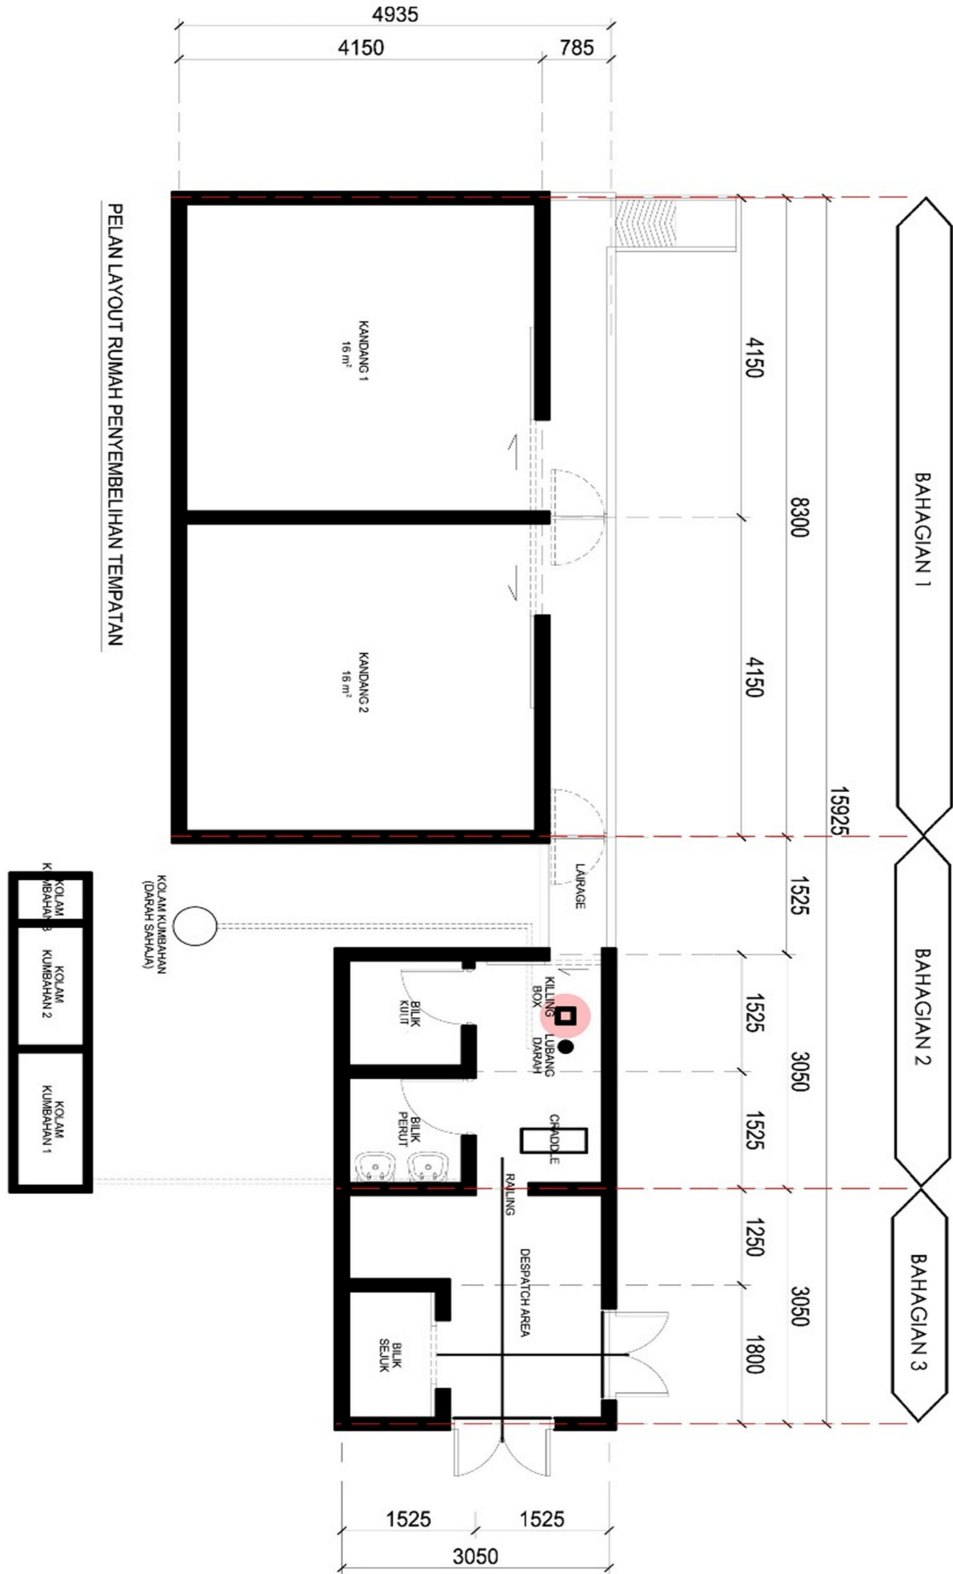 4935
4150
785
PELAN LAYOUT RUMAH PENYEMBELIHAN TEMPATAN
KANDANG 1
16 m²
KANDANG 2
16 m²
4150
4150
8300
15925
BAHAGIAN 1
1525
LAIRAGE
KOLAM KUMBAHAN
(DARAH SAHAJA)
KOLAM
KUMBAHAN 3
KOLAM
KUMBAHAN 2
KOLAM
KUMBAHAN 1
BILIK
KULIT
KILLING
BOX
LUBANG
DARAH
BILIK
PERUT
CRADDLE
RAILING
1525
1525
3050
BAHAGIAN 2
DESPATCH AREA
BILIK
SEJUK
1250
1800
3050
BAHAGIAN 3
1525
1525
3050